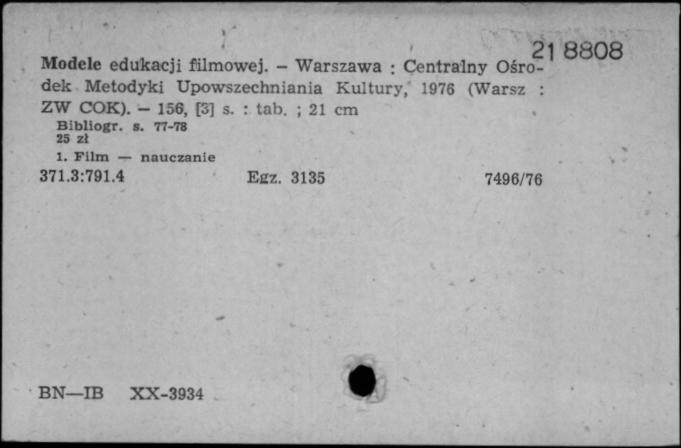 21 8808
Modele edukacji filmowej. — Warszawa : Centralny Ośro-
dek Metodyki Upowszechniania Kultury, 1976 (Warsz :
ZW COK). — 156, [3] s. : tab. ; 21 cm
Bibliogr. s. 77-78
25 zł
1. Film — nauczanie
371.3:791.4 Egz. 3135 7496/76
BN—IB XX-3934